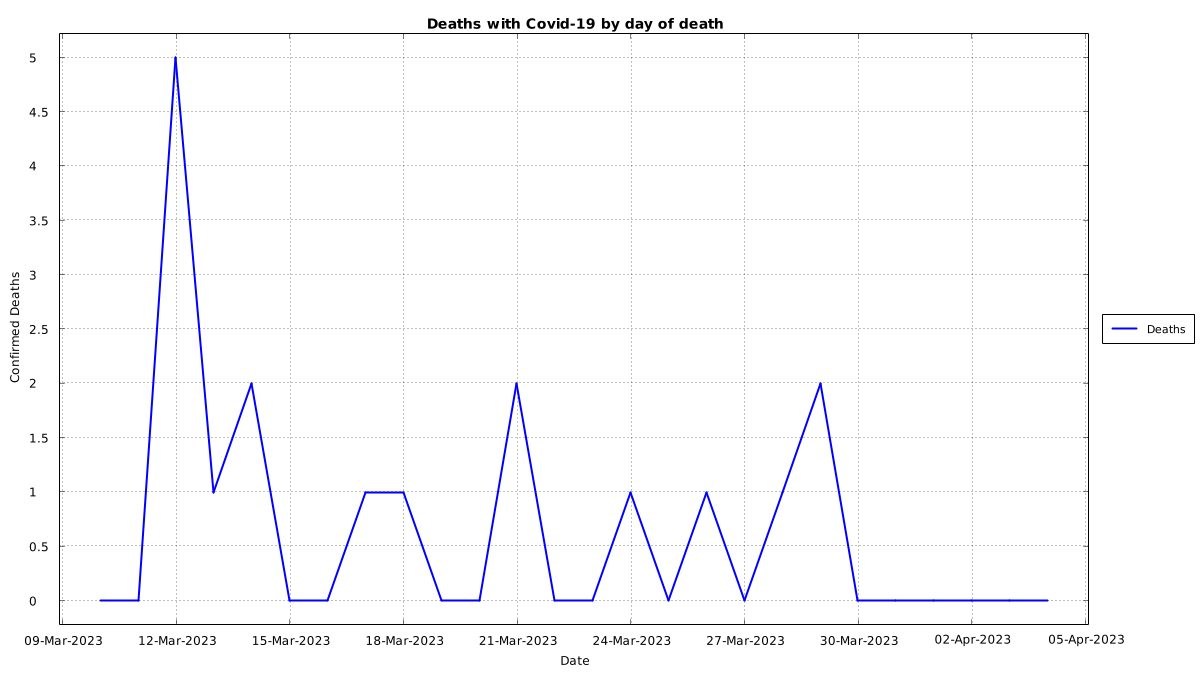 Deaths with Covid-19 by day of death
5
4.5
4
3.5
3
2.5
2
1.5
1
0.5
0
Confirmed Deaths
Deaths
09-Mar-2023 12-Mar-2023 15-Mar-2023 18-Mar-2023 21-Mar-2023 24-Mar-2023 27-Mar-2023 30-Mar-2023 02-Apr-2023 05-Apr-2023
Date